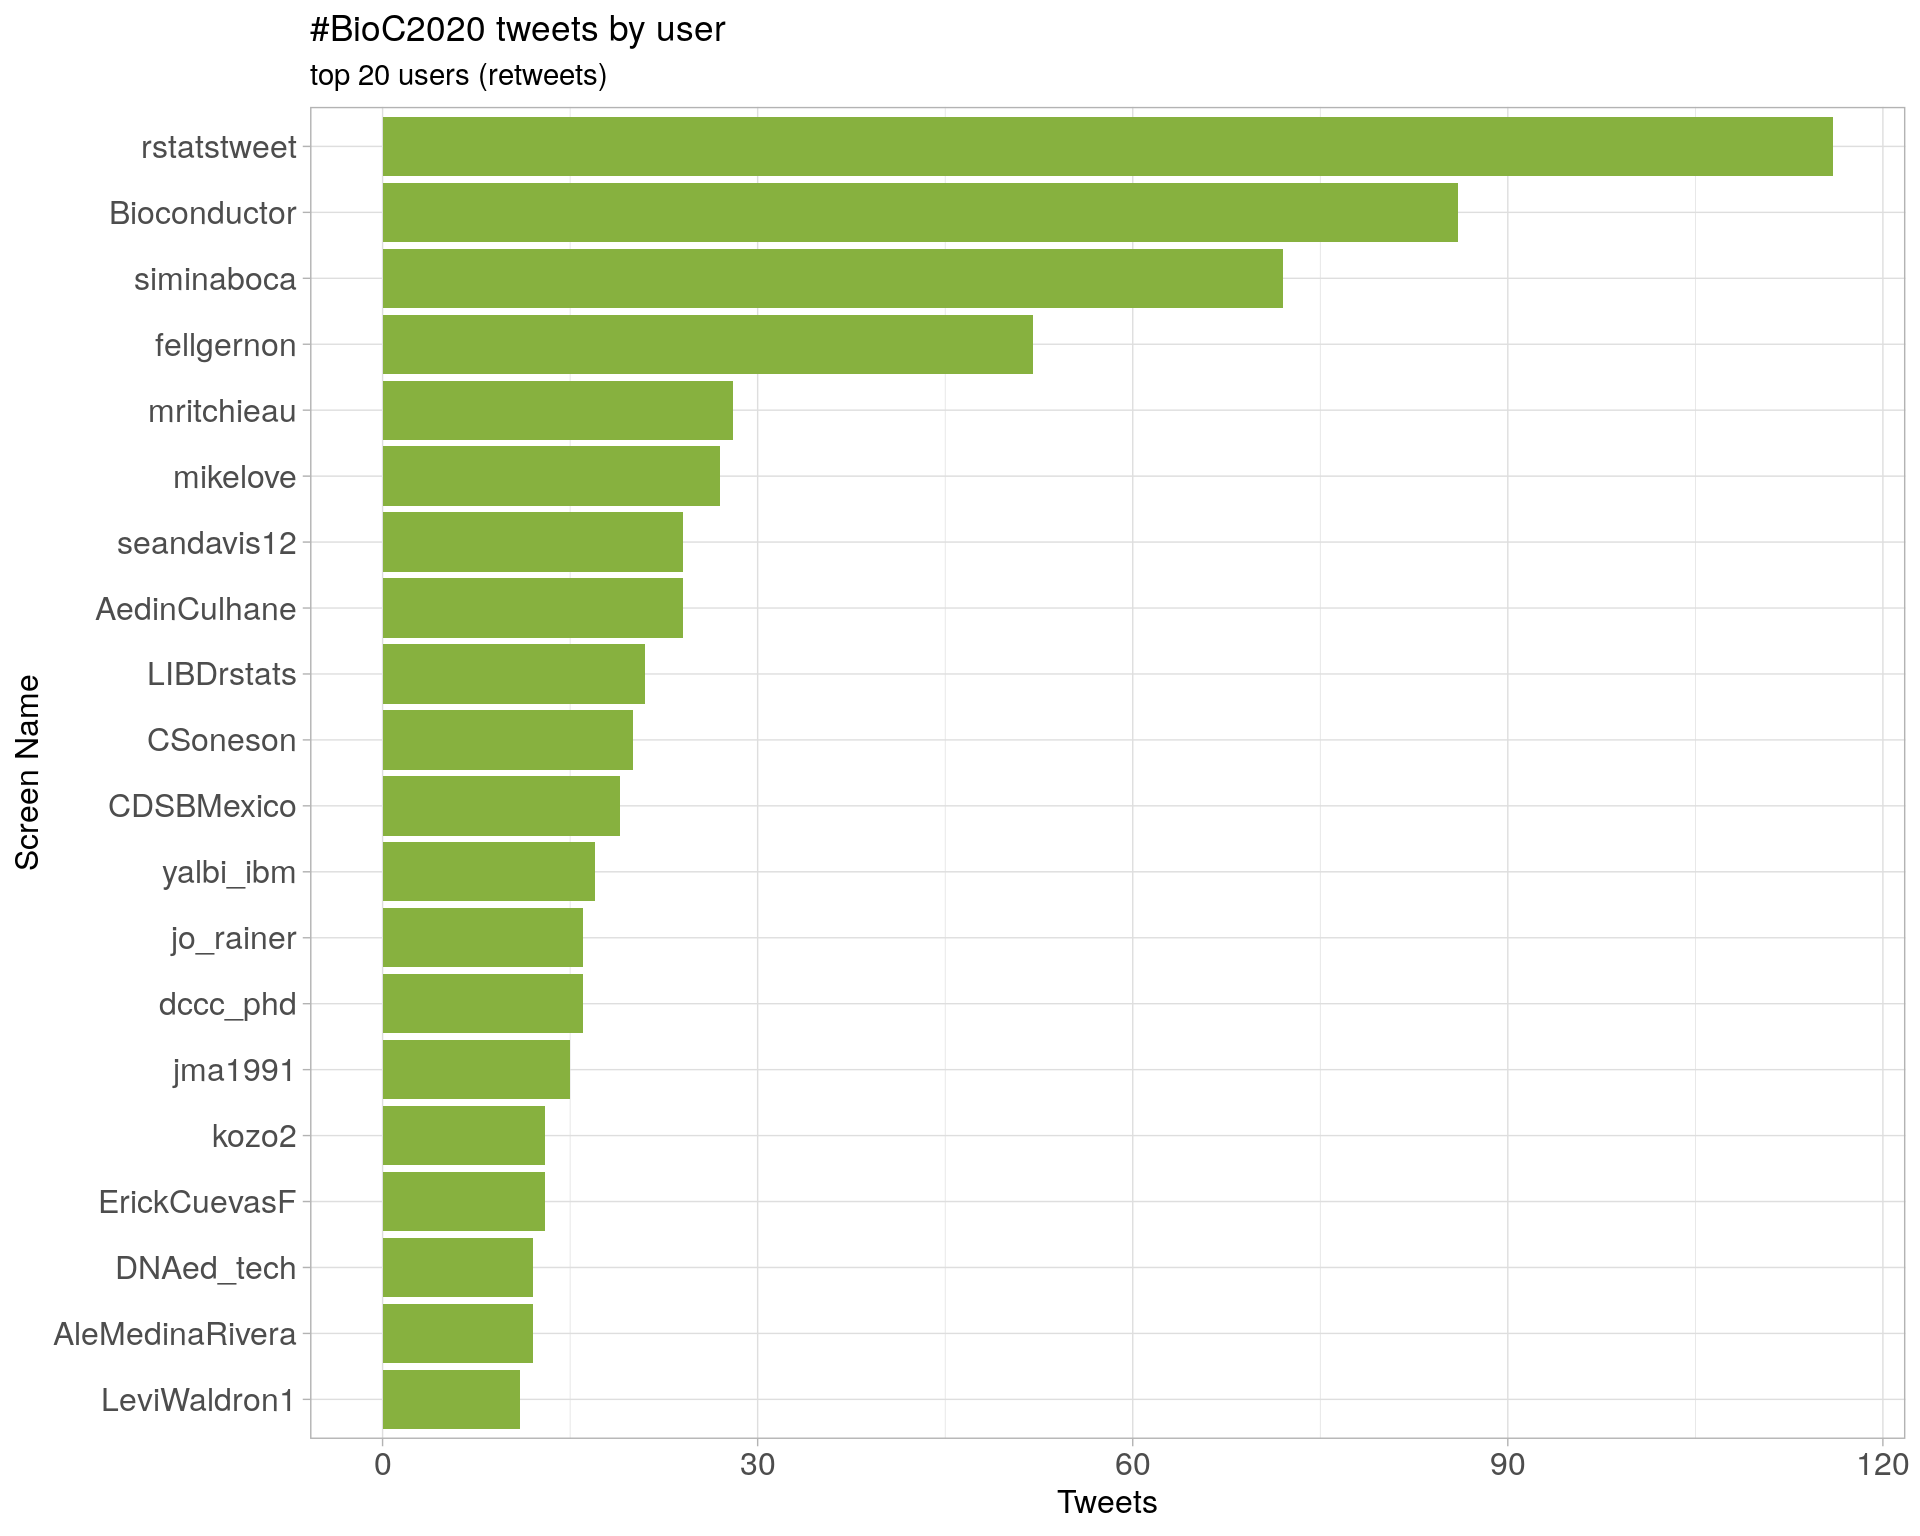 #BioC2020 tweets by user
top 20 users (retweets)
rstatstweet
Bioconductor
siminaboca
fellgernon
mritchieau
mikelove
seandavis12
AedinCulhane
LIBDrstats
CSoneson
CDSBMexico
yalbi_ibm
jo_rainer
dccc_phd
jma1991
kozo2
ErickCuevasF
DNAed_tech
AleMedinaRivera
LeviWaldron1
Screen Name
0 30 60 90 120
Tweets